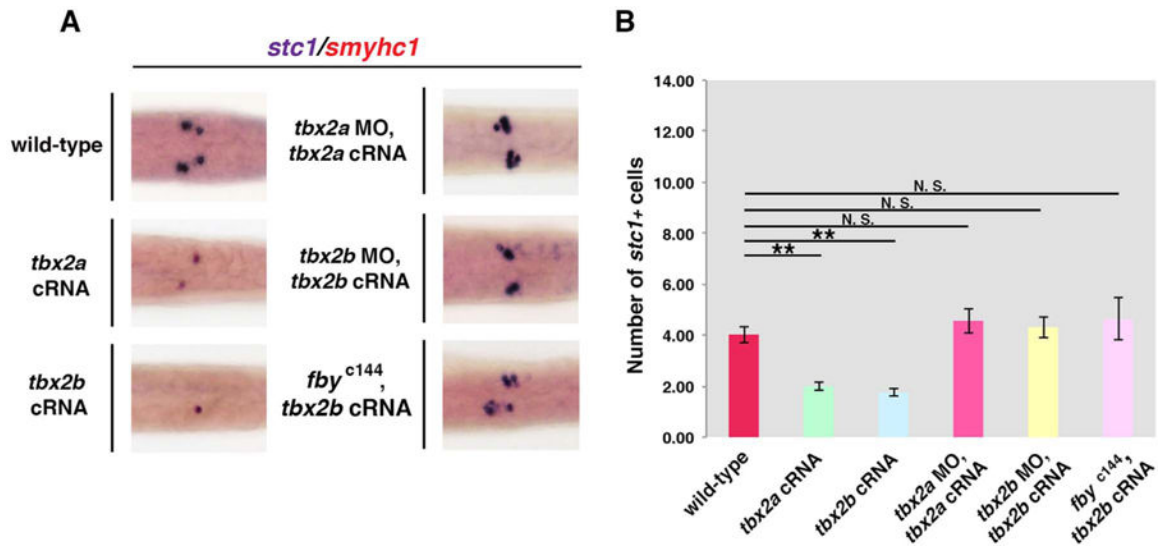 A
stc1/smyhc1
wild-type
tbx2a MO,
tbx2a cRNA
tbx2a
cRNA
tbx2b MO,
tbx2b cRNA
tbx2b
cRNA
fby c144,
tbx2b cRNA
B
Number of stc1+ cells
14.00
12.00
10.00
8.00
6.00
4.00
2.00
0.00
N. S.
N. S.
N. S.
**
**
wild-type
tbx2a cRNA
tbx2b cRNA
tbx2a MO,
tbx2a cRNA
tbx2b MO,
tbx2b cRNA
fby c144,
tbx2b cRNA